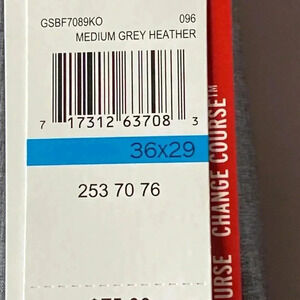 GSBF7089KO 096
MEDIUM GREY HEATHER
7 17312 63708 3
36x29
253 70 76
CHANGE COURSE™